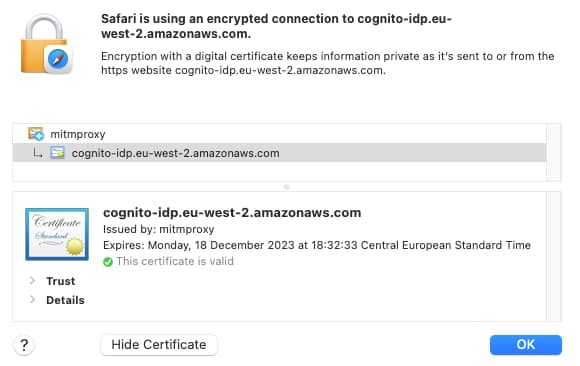 Safari is using an encrypted connection to cognito-idp.eu-
west-2.amazonaws.com.
Encryption with a digital certificate keeps information private as it's sent to or from the
https website cognito-idp.eu-west-2.amazonaws.com.
mitmproxy
cognito-idp.eu-west-2.amazonaws.com
Certificate
Standard
cognito-idp.eu-west-2.amazonaws.com
Issued by: mitmproxy
Expires: Monday, 18 December 2023 at 18:32:33 Central European Standard Time
This certificate is valid
Trust
Details
?
Hide Certificate
OK